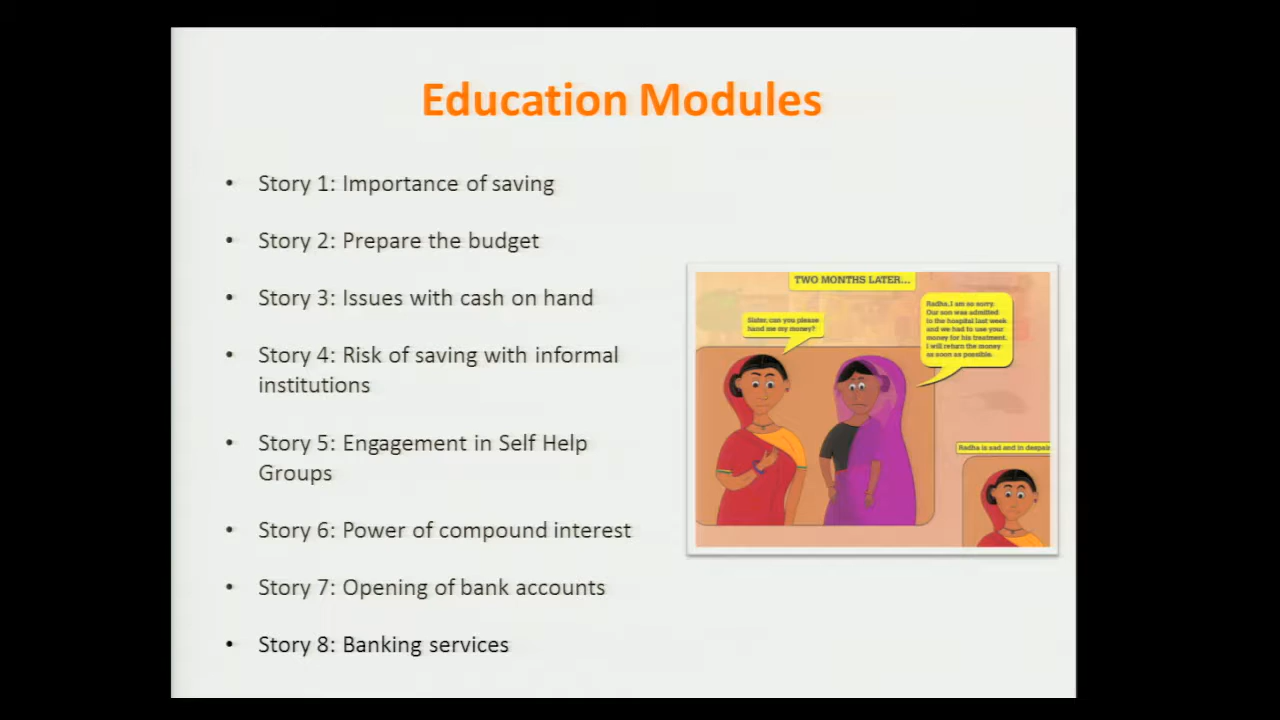 Education Modules
• Story 1: Importance of saving
• Story 2: Prepare the budget
• Story 3: Issues with cash on hand
• Story 4: Risk of saving with informal
institutions
• Story 5: Engagement in Self Help
Groups
• Story 6: Power of compound interest
• Story 7: Opening of bank accounts
• Story 8: Banking services
TWO MONTHS LATER...
Sister, can you please
hand me my money?
Radha, I am so sorry.
Our son was admitted
to the hospital last week
and we had to use your
money for his treatment.
I will return the money
as soon as possible.
Radha is sad and in despair